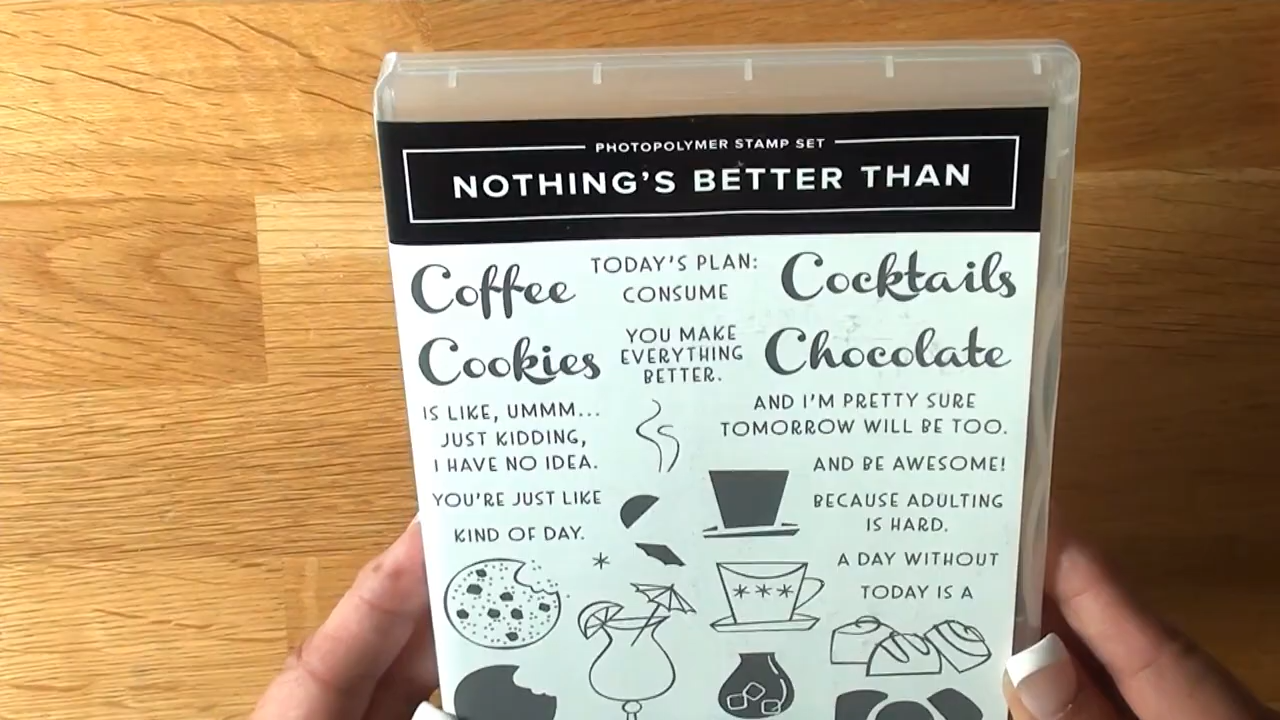 PHOTOPOLYMER STAMP SET
NOTHING'S BETTER THAN
Coffee
TODAY'S PLAN:
CONSUME
Cocktails
Cookies
YOU MAKE
EVERYTHING
BETTER.
Chocolate
IS LIKE, UMMM...
JUST KIDDING,
I HAVE NO IDEA.
AND I'M PRETTY SURE
TOMORROW WILL BE TOO.
AND BE AWESOME!
YOU'RE JUST LIKE
KIND OF DAY.
BECAUSE ADULTING
IS HARD.
A DAY WITHOUT
TODAY IS A